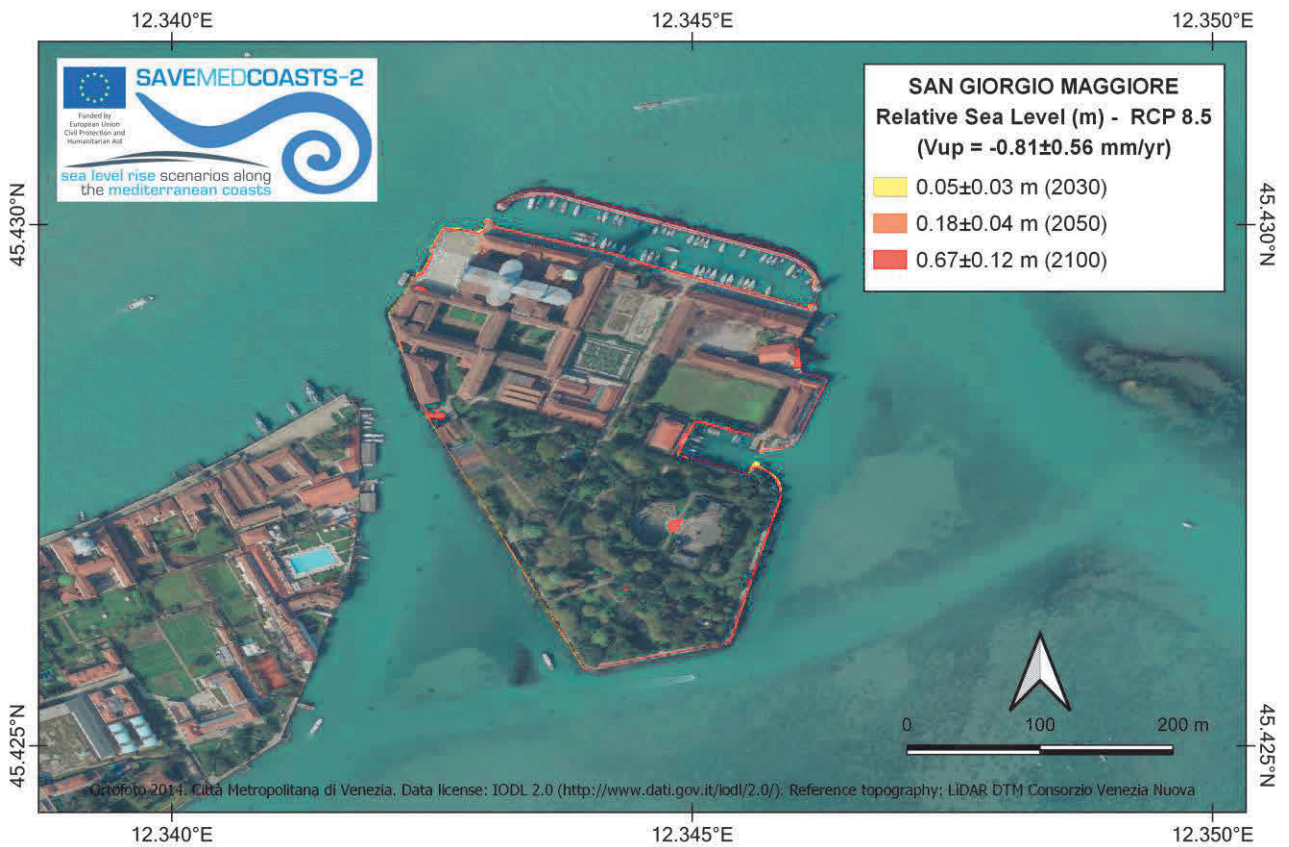 12.340°E
12.345°E
12.350°E
SAVEMEDCOASTS-2
Funded by
European Union
Civil Protection and
Humanitarian Aid
sea level rise scenarios along
the mediterranean coasts
SAN GIORGIO MAGGIORE
Relative Sea Level (m) - RCP 8.5
(Vup = -0.81±0.56 mm/yr)
0.05±0.03 m (2030)
0.18±0.04 m (2050)
0.67±0.12 m (2100)
45.430°N
45.430°N
0
100
200 m
45.425°N
45.425°N
Ortofoto 2014. Città Metropolitana di Venezia. Data license: IODL 2.0 (http://www.dati.gov.it/iodl/2.0/). Reference topography; LiDAR DTM Consorzio Venezia Nuova
12.340°E
12.345°E
12.350°E